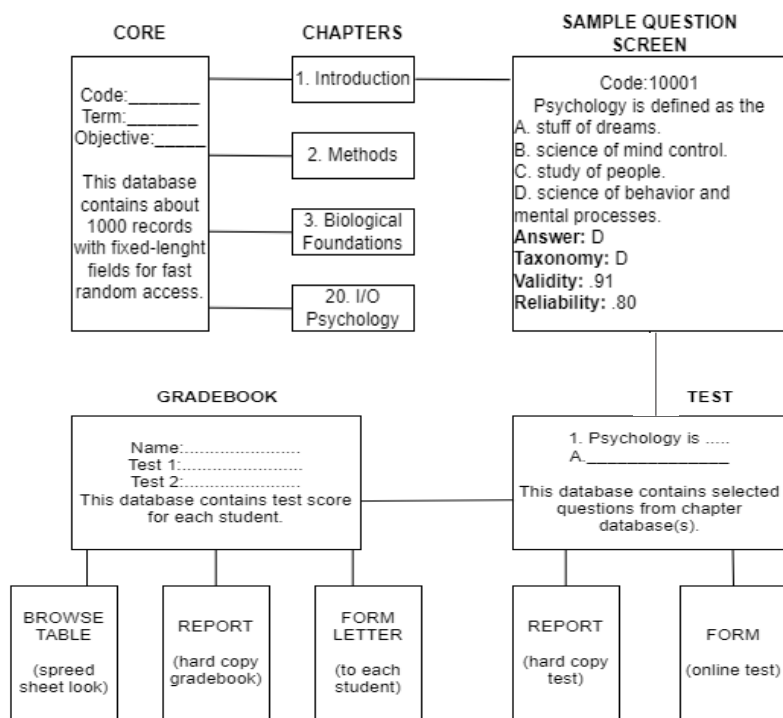 CORE
Code:_______
Term:_______
Objective:_____
This database
contains about
1000 records
with fixed-lenght
fields for fast
random access.
CHAPTERS
1. Introduction
2. Methods
3. Biological
Foundations
20. I/O
Psychology
SAMPLE QUESTION
SCREEN
Code:10001
Psychology is defined as the
A. stuff of dreams.
B. science of mind control.
C. study of people.
D. science of behavior and
mental processes.
Answer: D
Taxonomy: D
Validity: .91
Reliability: .80
GRADEBOOK
Name:........................
Test 1:.........................
Test 2:........................
This database contains test score
for each student.
TEST
1. Psychology is .....
A._______________
This database contains selected
questions from chapter
database(s).
BROWSE
TABLE
(spreed
sheet look)
REPORT
(hard copy
gradebook)
FORM
LETTER
(to each
student)
REPORT
(hard copy
test)
FORM
(online test)